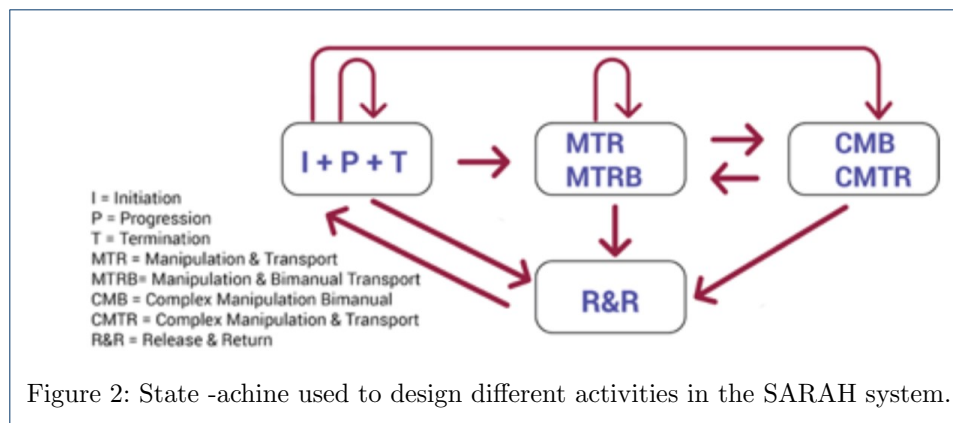 I + P + T
MTR
MTRB
CMB
CMTR
R&R
I = Initiation
P = Progression
T = Termination
MTR = Manipulation & Transport
MTRB= Manipulation & Bimanual Transport
CMB = Complex Manipulation Bimanual
CMTR = Complex Manipulation & Transport
R&R = Release & Return
Figure 2: State -achine used to design different activities in the SARAH system.